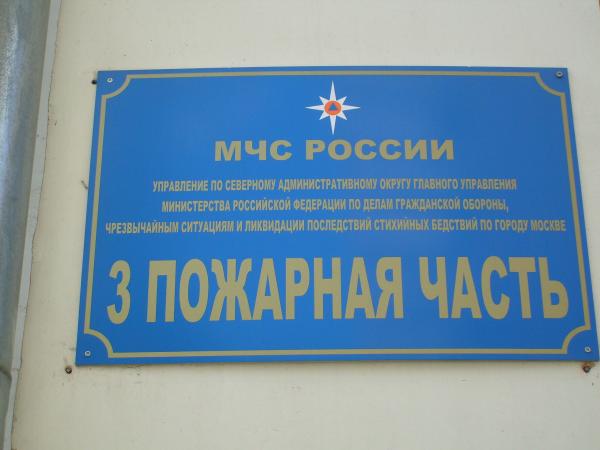 МЧС РОССИИ
УПРАВЛЕНИЕ ПО СЕВЕРНОМУ АДМИНИСТРАТИВНОМУ ОКРУГУ ГЛАВНОГО УПРАВЛЕНИЯ
МИНИСТЕРСТВА РОССИЙСКОЙ ФЕДЕРАЦИИ ПО ДЕЛАМ ГРАЖДАНСКОЙ ОБОРОНЫ,
ЧРЕЗВЫЧАЙНЫМ СИТУАЦИЯМ И ЛИКВИДАЦИИ ПОСЛЕДСТВИЙ СТИХИЙНЫХ БЕДСТВИЙ ПО ГОРОДУ МОСКВЕ
3 ПОЖАРНАЯ ЧАСТЬ